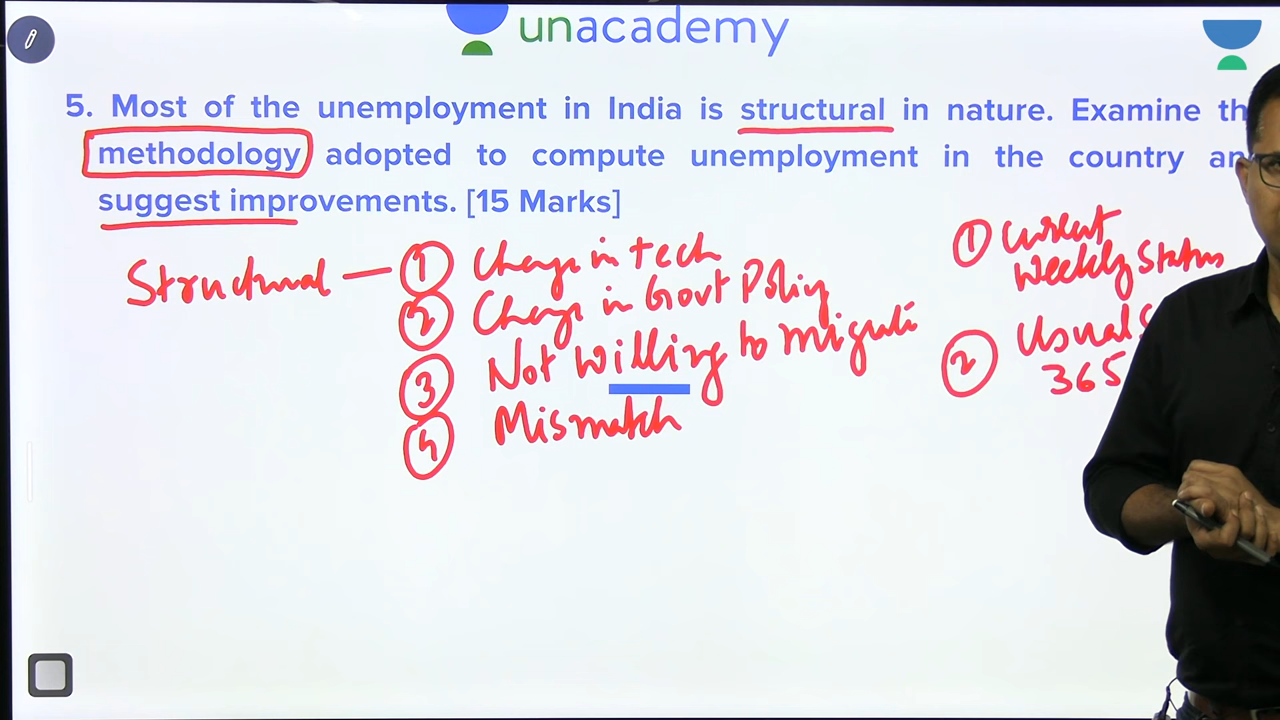 unacademy
5. Most of the unemployment in India is structural in nature. Examine th
methodology adopted to compute unemployment in the country an
suggest improvements. [15 Marks]
Structural — ① Change in tech
② Change in Govt Policy
③ Not willing to migrati
④ Mismatch
① Current
Weekly Status
② Usual S
365